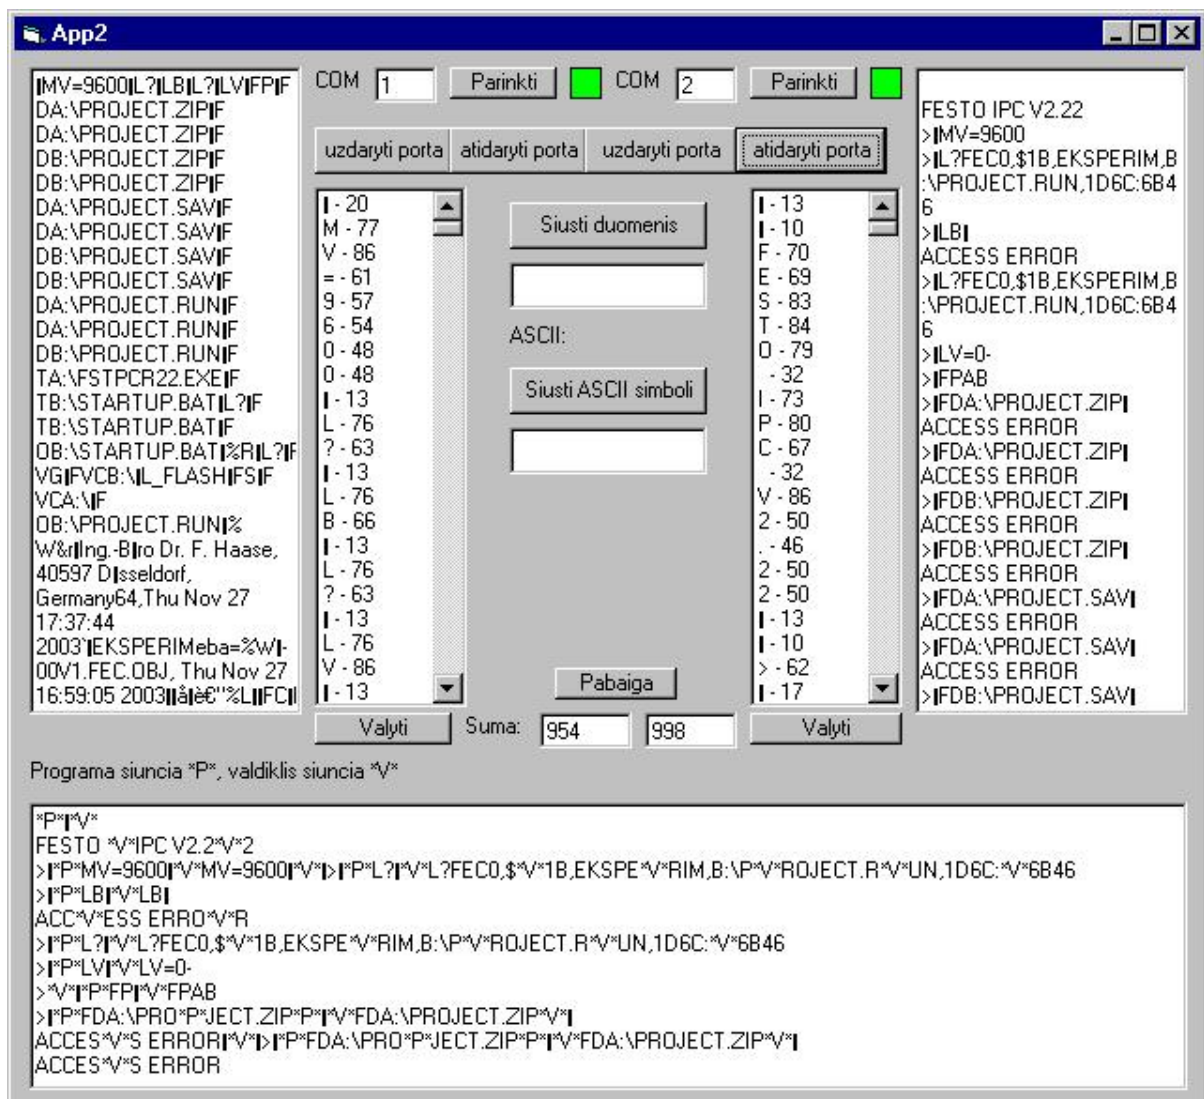 App2
COM 1 Parinkti COM 2 Parinkti
uzdaryti porta atidaryti porta uzdaryti porta atidaryti porta
|MV=9600|L?|LB|L?|LV|FP|F
DA:\PROJECT.ZIP|F
DA:\PROJECT.ZIP|F
DB:\PROJECT.ZIP|F
DB:\PROJECT.ZIP|F
DA:\PROJECT.SAV|F
DA:\PROJECT.SAV|F
DB:\PROJECT.SAV|F
DB:\PROJECT.SAV|F
DA:\PROJECT.RUN|F
DA:\PROJECT.RUN|F
DB:\PROJECT.RUN|F
TA:\FSTPCR22.EXE|F
TB:\STARTUP.BAT|L?|F
TB:\STARTUP.BAT|F
OB:\STARTUP.BAT|%R|L?|F
VG|FVCB:\|L_FLASH|FS|F
VCA:\|F
OB:\PROJECT.RUN|%
W&r|Ing.-B|ro Dr. F. Haase,
40597 D|sseldorf,
Germany64,Thu Nov 27
17:37:44
2003`|EKSPERIMeba=%W|-
00V1.FEC.OBJ, Thu Nov 27
16:59:05 2003||å|è€"%L||FC|
| - 20
M - 77
V - 86
= - 61
9 - 57
6 - 54
0 - 48
0 - 48
| - 13
L - 76
? - 63
| - 13
L - 76
B - 66
| - 13
L - 76
? - 63
| - 13
L - 76
V - 86
| - 13
Siusti duomenis
ASCII:
Siusti ASCII simboli
Pabaiga
| - 13
| - 10
F - 70
E - 69
S - 83
T - 84
O - 79
- 32
I - 73
P - 80
C - 67
- 32
V - 86
2 - 50
. - 46
2 - 50
2 - 50
| - 13
| - 10
> - 62
| - 17
FESTO IPC V2.22
>|MV=9600
>|L?FEC0,$1B,EKSPERIM,B
:\PROJECT.RUN,1D6C:6B4
6
>|LB|
ACCESS ERROR
>|L?FEC0,$1B,EKSPERIM,B
:\PROJECT.RUN,1D6C:6B4
6
>|LV=0-
>|FPAB
>|FDA:\PROJECT.ZIP|
ACCESS ERROR
>|FDA:\PROJECT.ZIP|
ACCESS ERROR
>|FDB:\PROJECT.ZIP|
ACCESS ERROR
>|FDB:\PROJECT.ZIP|
ACCESS ERROR
>|FDA:\PROJECT.SAV|
ACCESS ERROR
>|FDA:\PROJECT.SAV|
ACCESS ERROR
>|FDB:\PROJECT.SAV|
Valyti Suma: 954 998 Valyti
Programa siuncia *P*, valdiklis siuncia *V*
*P*|*V*
FESTO *V*IPC V2.2*V*2
>|*P*MV=9600|*V*MV=9600|*V*|>|*P*L?|*V*L?FEC0,$*V*1B,EKSPE*V*RIM,B:\P*V*ROJECT.R*V*UN,1D6C:*V*6B46
>|*P*LB|*V*LB|
ACC*V*ESS ERRO*V*R
>|*P*L?|*V*L?FEC0,$*V*1B,EKSPE*V*RIM,B:\P*V*ROJECT.R*V*UN,1D6C:*V*6B46
>|*P*LV|*V*LV=0-
>*V*|*P*FP|*V*FPAB
>|*P*FDA:\PRO*P*JECT.ZIP*P*|*V*FDA:\PROJECT.ZIP*V*|
ACCES*V*S ERROR|*V*|>|*P*FDA:\PRO*P*JECT.ZIP*P*|*V*FDA:\PROJECT.ZIP*V*|
ACCES*V*S ERROR